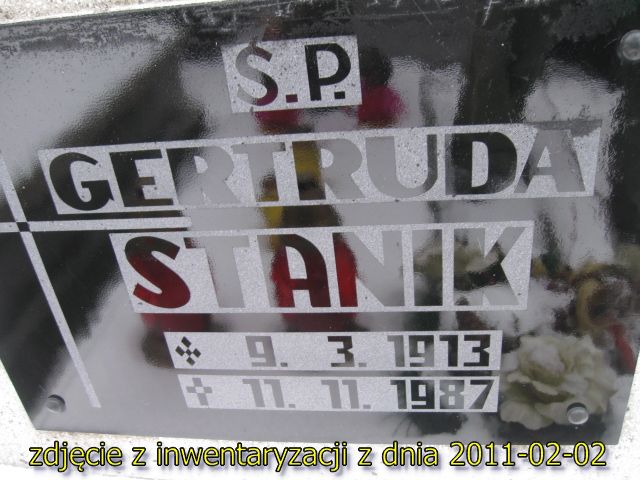 Ś.P.
GERTRUDA
STANIK
9. 3. 1913
11. 11. 1987
zdjęcie z inwentaryzacji z dnia 2011-02-02